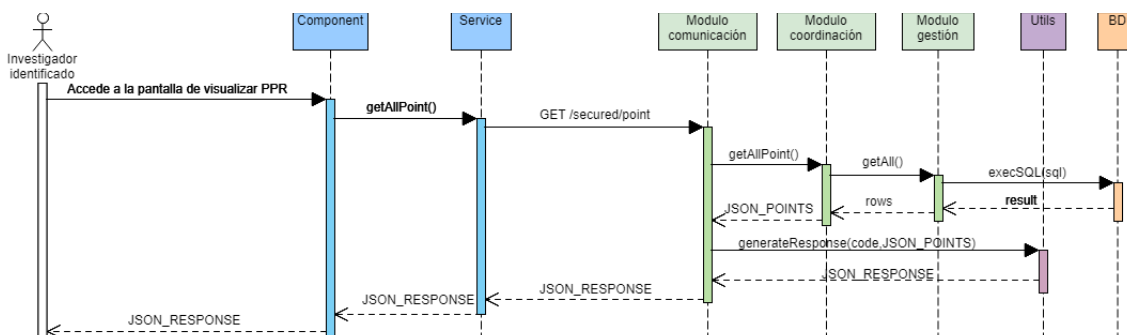 Component
Service
Modulo
comunicación
Modulo
coordinación
Modulo
gestión
Utils
BD
Investigador
identificado
Accede a la pantalla de visualizar PPR
getAllPoint()
GET /secured/point
getAllPoint()
getAll()
execSQL(sql)
result
rows
JSON_POINTS
generateResponse(code,JSON_POINTS)
JSON_RESPONSE
JSON_RESPONSE
JSON_RESPONSE
JSON_RESPONSE